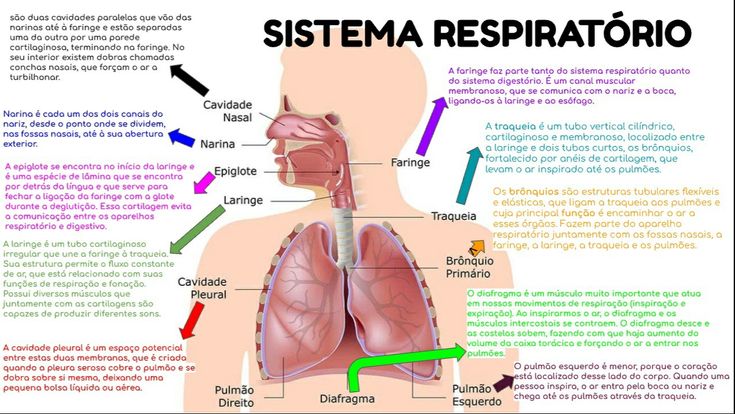 SISTEMA RESPIRATÓRIO
são duas cavidades paralelas que vão das
narinas até à faringe e estão separadas
uma da outra por uma parede
cartilaginosa, terminando na faringe. No
seu interior existem dobras chamadas
conchas nasais, que forçam o ar a
turbilhonar.
Narina é cada um dos dois canais do
nariz, desde o ponto onde se dividem,
nas fossas nasais, até à sua abertura
exterior.
A epiglote se encontra no início da laringe e
é uma espécie de lâmina que se encontra
por detrás da língua e que serve para
fechar a ligação da faringe com a glote
durante a deglutição. Essa cartilagem evita
a comunicação entre os aparelhos
respiratório e digestivo.
A laringe é um tubo cartilaginoso
irregular que une a faringe à traqueia.
Sua estrutura permite o fluxo constante
de ar, que está relacionado com suas
funções de respiração e fonação.
Possui diversos músculos que
juntamente com as cartilagens são
capazes de produzir diferentes sons.
A cavidade pleural é um espaço potencial
entre estas duas membranas, que é criada
quando a pleura serosa cobre o pulmão e se
dobra sobre si mesma, deixando uma
pequena bolsa líquida ou aérea.
Cavidade
Nasal
Narina
Epiglote
Laringe
Cavidade
Pleural
Pulmão
Direito
Diafragma
Faringe
Traqueia
Brônquio
Primário
Pulmão
Esquerdo
A faringe faz parte tanto do sistema respiratório quanto
do sistema digestório. É um canal muscular
membranoso, que se comunica com o nariz e a boca,
ligando-os à laringe e ao esôfago.
A traqueia é um tubo vertical cilíndrico,
cartilaginoso e membranoso, localizado entre
a laringe e dois tubos curtos, os brônquios,
fortalecido por anéis de cartilagem, que
levam o ar inspirado até os pulmões.
Os brônquios são estruturas tubulares flexíveis
e elásticas, que ligam a traqueia aos pulmões e
cuja principal função é encaminhar o ar a
esses órgãos. Fazem parte do aparelho
respiratório juntamente com as fossas nasais, a
faringe, a laringe, a traqueia e os pulmões.
O diafragma é um músculo muito importante que atua
em nossos movimentos de respiração (inspiração e
expiração). Ao inspirarmos o ar, o diafragma e os
músculos intercostais se contraem. O diafragma desce e
as costelas sobem, fazendo com que haja aumento do
volume da caixa torácica e forçando o ar a entrar nos
pulmões.
O pulmão esquerdo é menor, porque o coração
está localizado desse lado do corpo. Quando uma
pessoa inspira, o ar entra pela boca ou nariz e
chega até os pulmões através da traqueia.